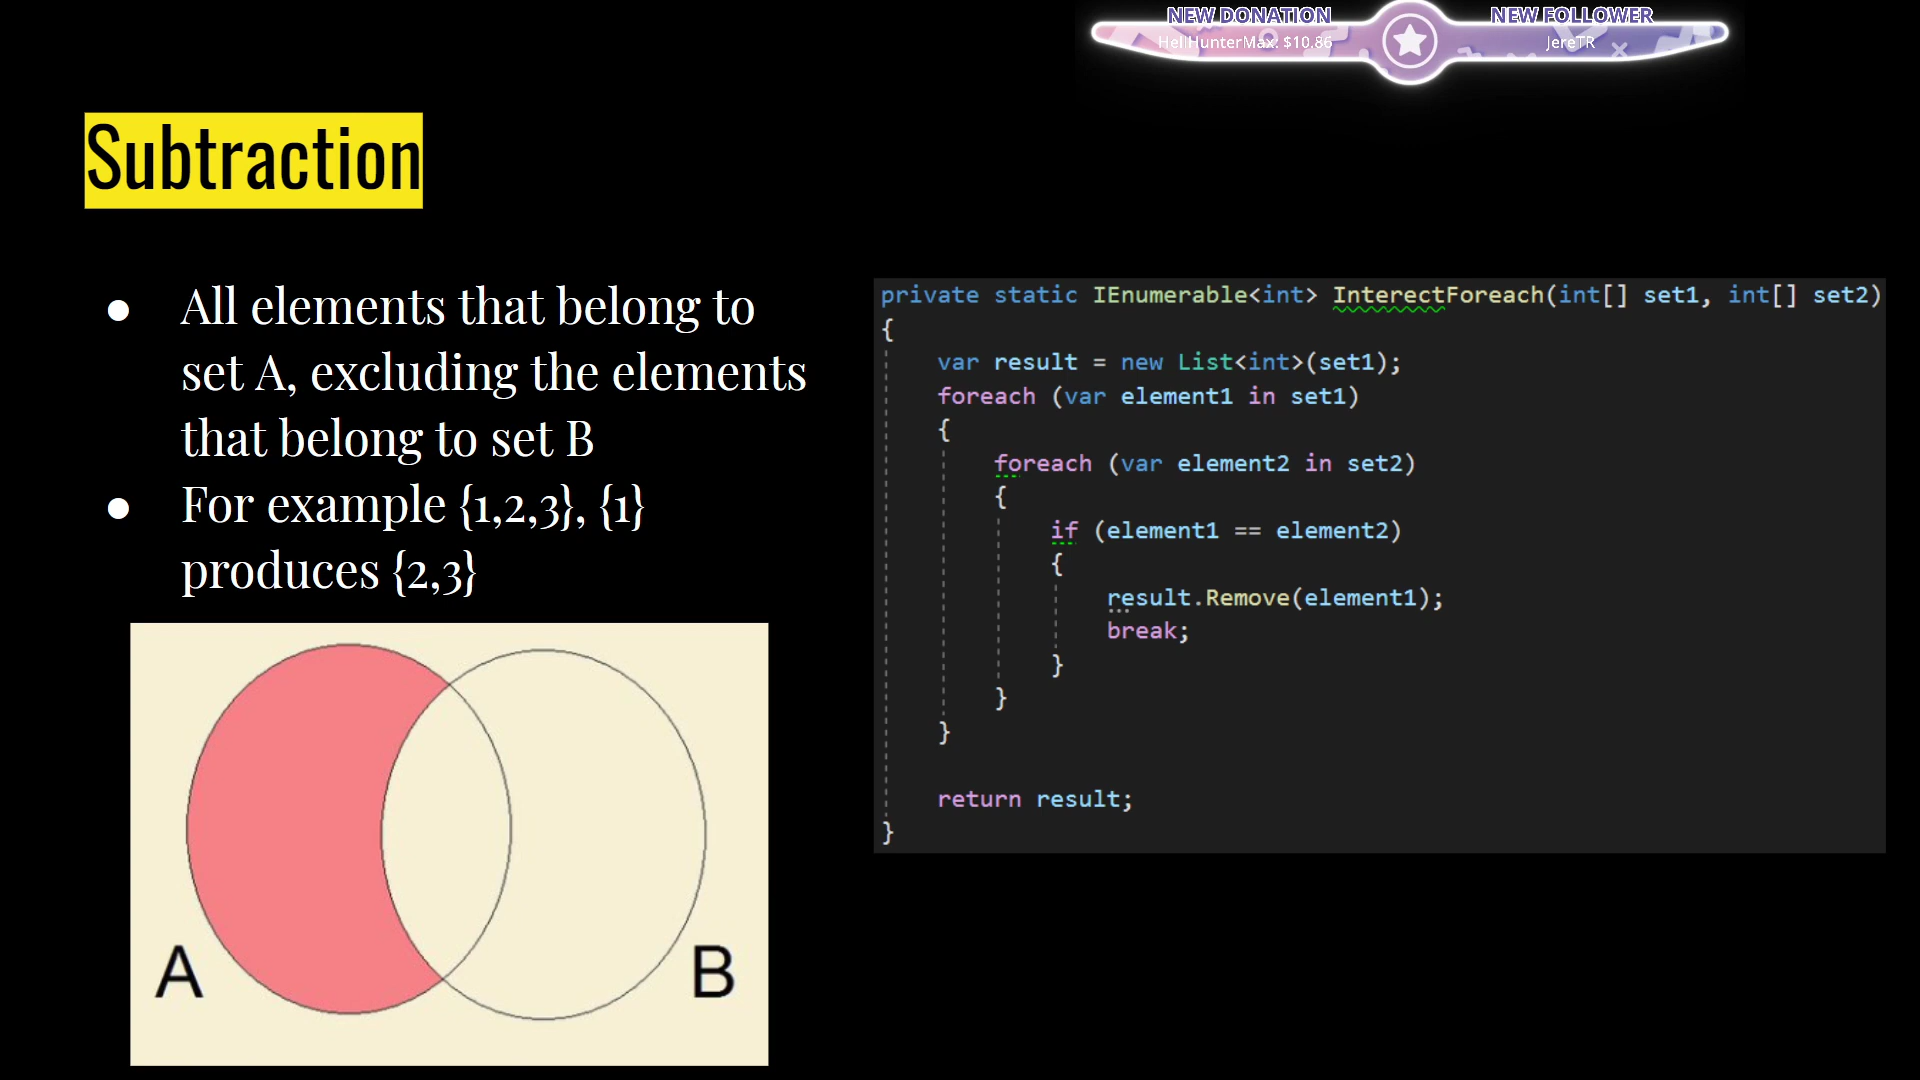 NEW DONATION
HellHunterMax: $10.86
NEW FOLLOWER
JereTR
Subtraction
● All elements that belong to
set A, excluding the elements
that belong to set B
● For example {1,2,3}, {1}
produces {2,3}
A
B
private static IEnumerable<int> InterectForeach(int[] set1, int[] set2)
{
    var result = new List<int>(set1);
    foreach (var element1 in set1)
    {
        foreach (var element2 in set2)
        {
            if (element1 == element2)
            {
                result.Remove(element1);
                break;
            }
        }
    }
    return result;
}